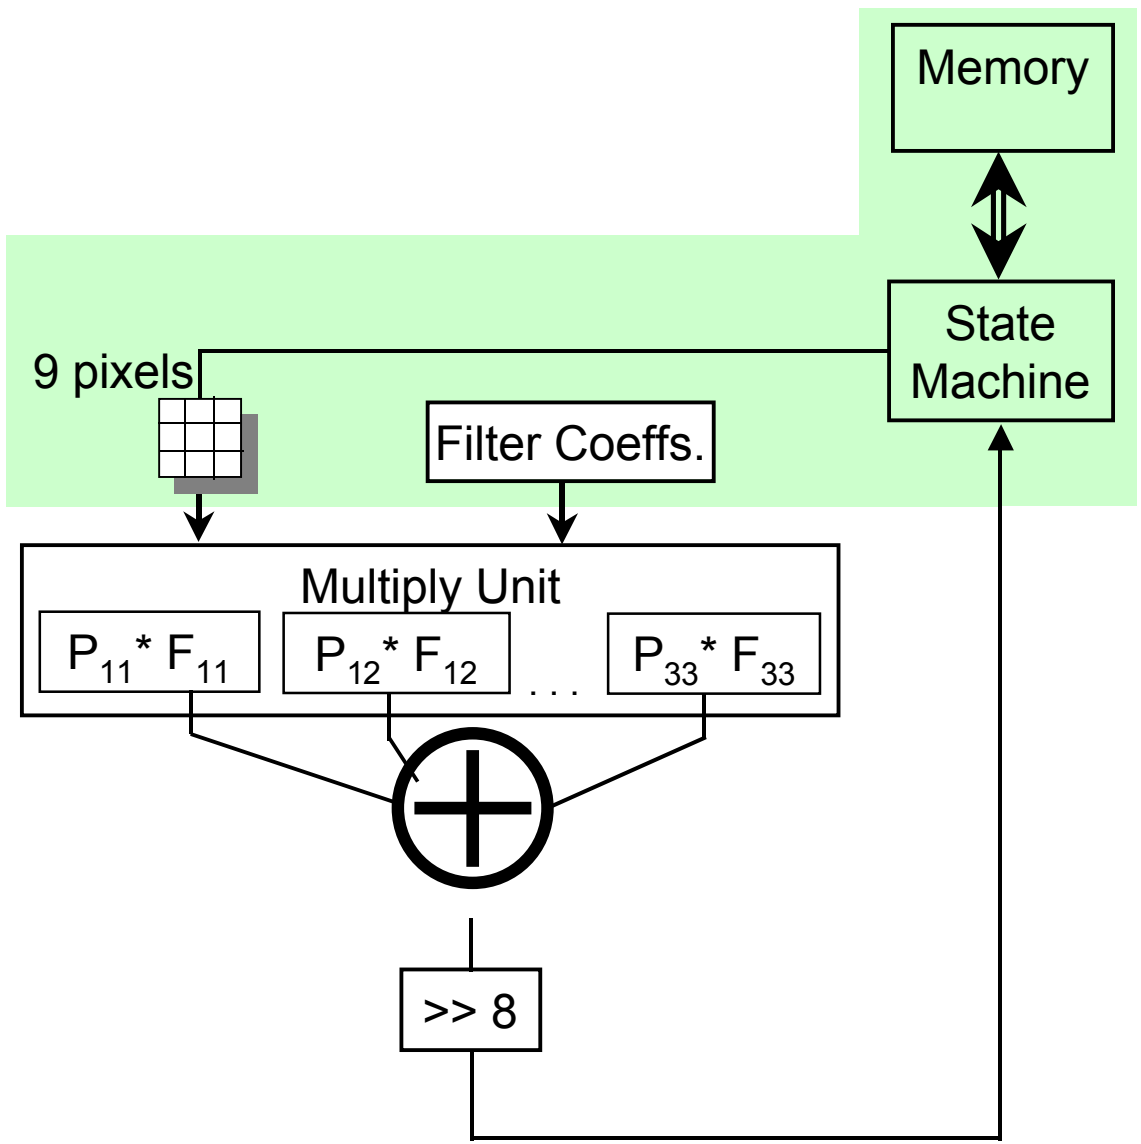 Memory
State
Machine
9 pixels
Filter Coeffs.
Multiply Unit
P11* F11
P12* F12
. . .
P33* F33
>> 8